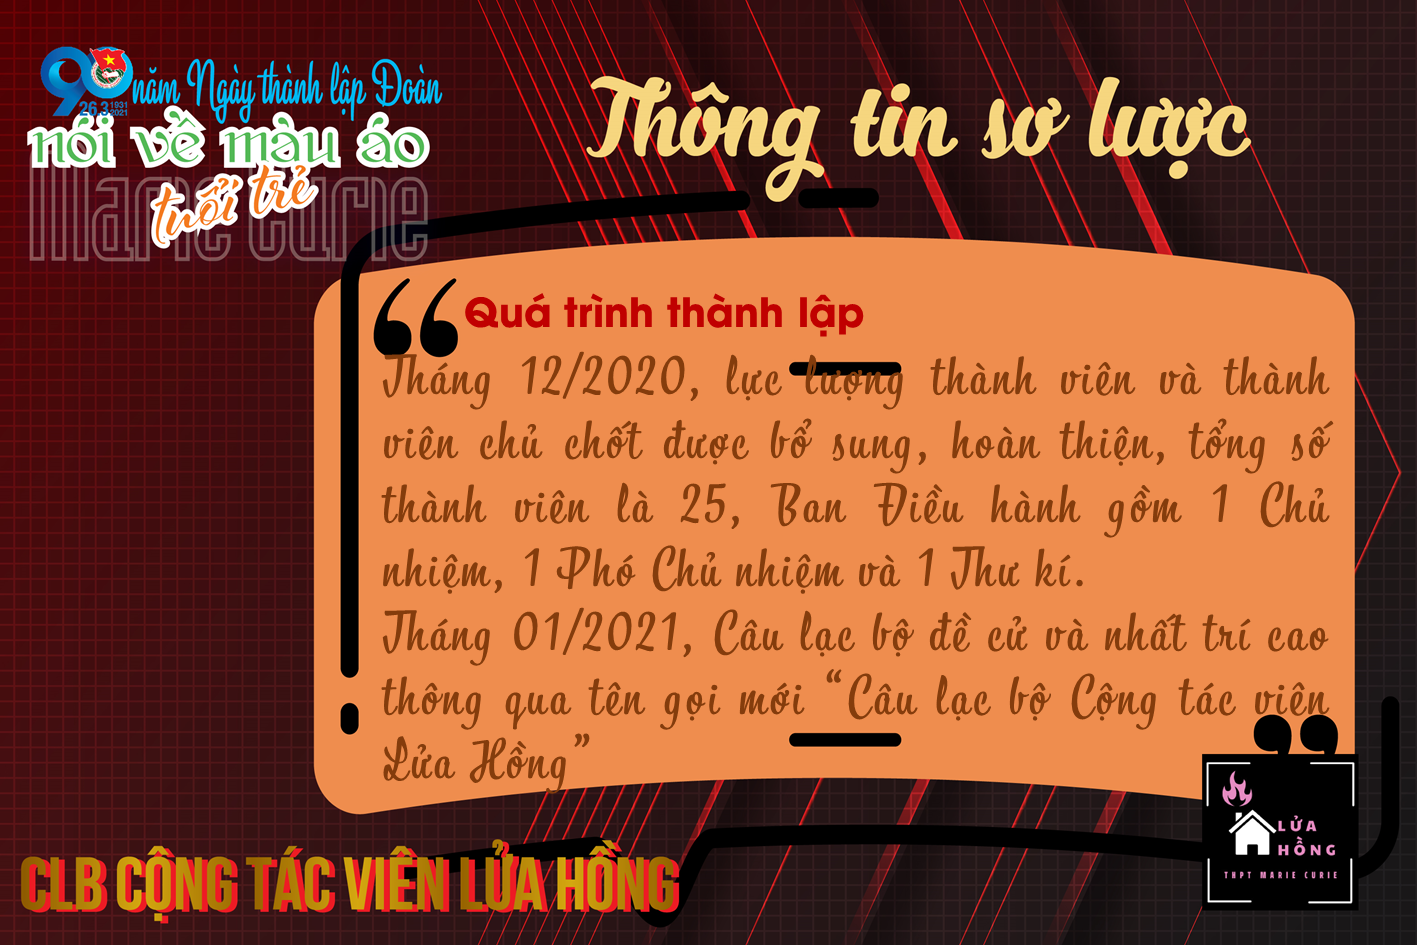 90 năm Ngày thành lập Đoàn
26.3 1931 2021
nói về màu áo
Marie Curie
tuổi trẻ
Thông tin sơ lược
“Quá trình thành lập
Tháng 12/2020, lực lượng thành viên và thành
viên chủ chốt được bổ sung, hoàn thiện, tổng số
thành viên là 25, Ban Điều hành gồm 1 Chủ
nhiệm, 1 Phó Chủ nhiệm và 1 Thư kí.
Tháng 01/2021, Câu lạc bộ đề cử và nhất trí cao
thông qua tên gọi mới “Câu lạc bộ Cộng tác viên
Lửa Hồng”
”
LỬA
HỒNG
THPT MARIE CURIE
CLB CỘNG TÁC VIÊN LỬA HỒNG